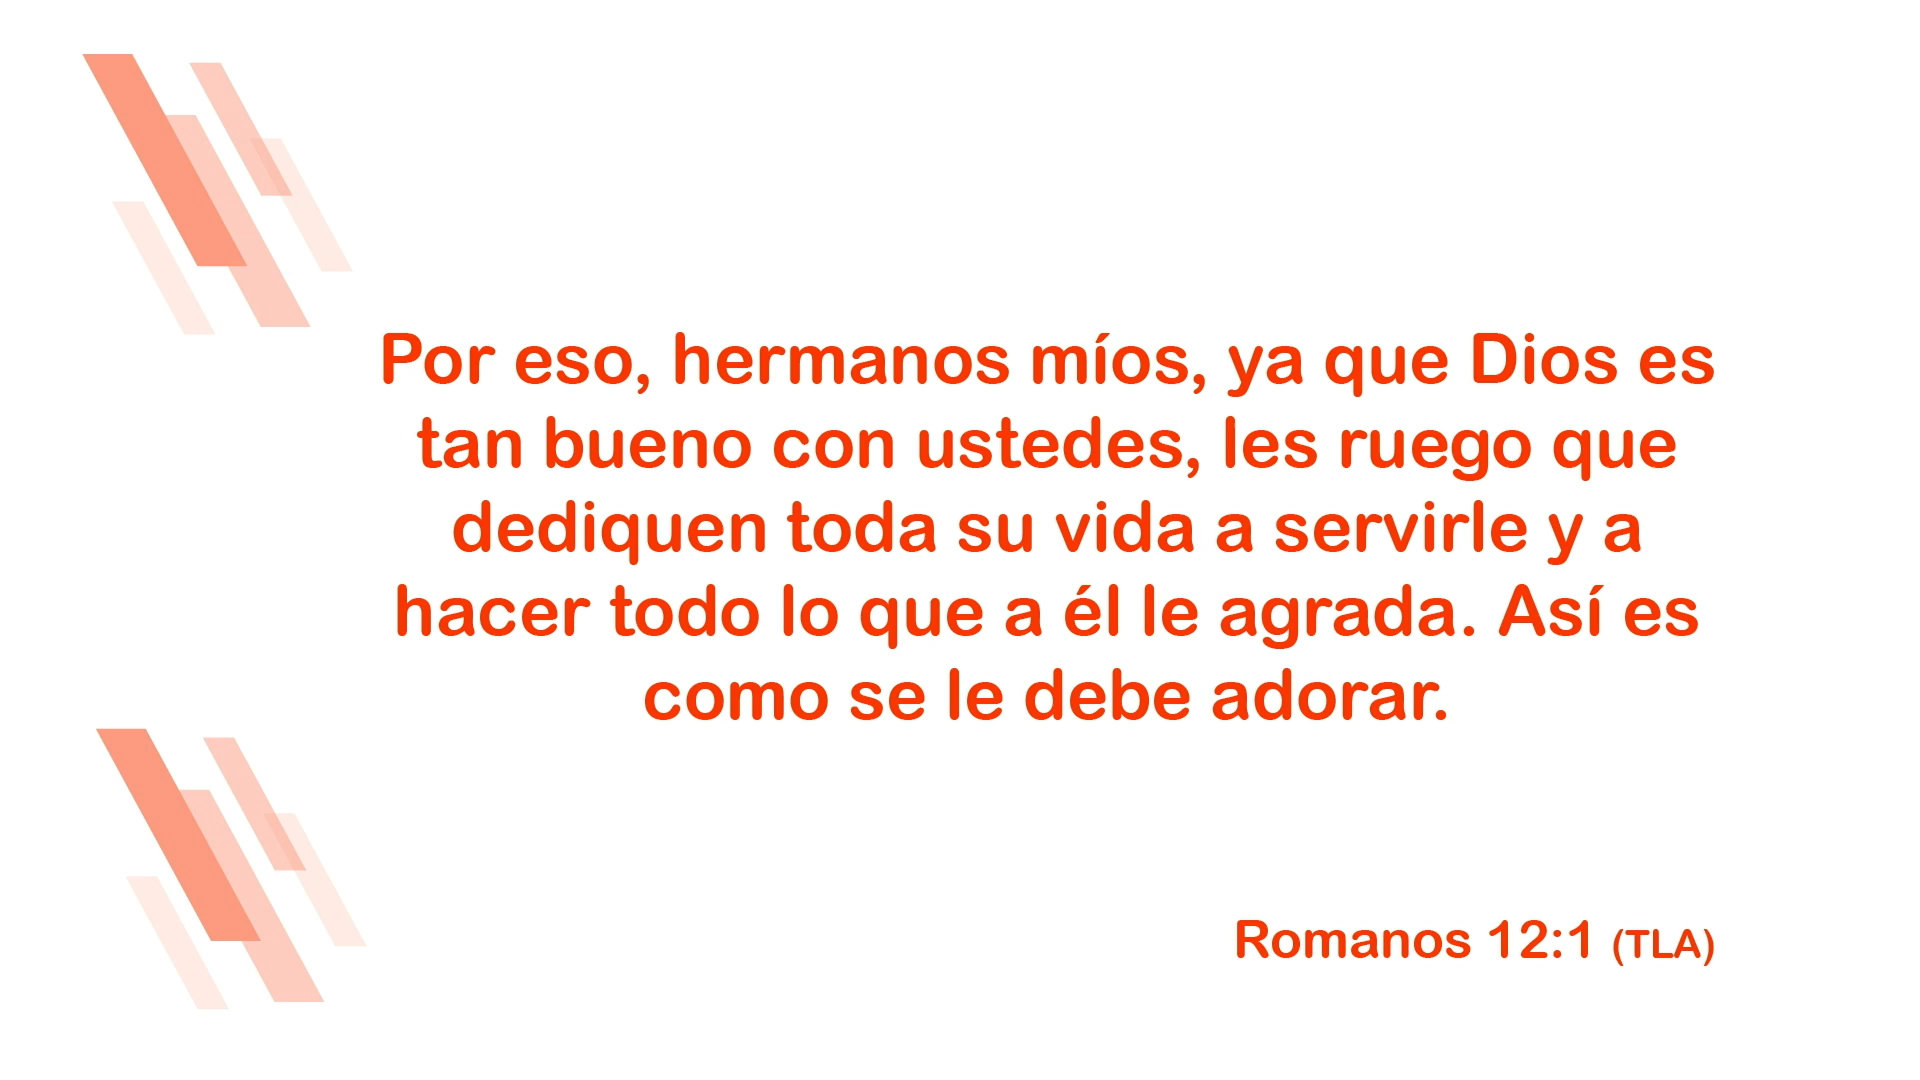 Por eso, hermanos míos, ya que Dios es
tan bueno con ustedes, les ruego que
dediquen toda su vida a servirle y a
hacer todo lo que a él le agrada. Así es
como se le debe adorar.
Romanos 12:1 (TLA)